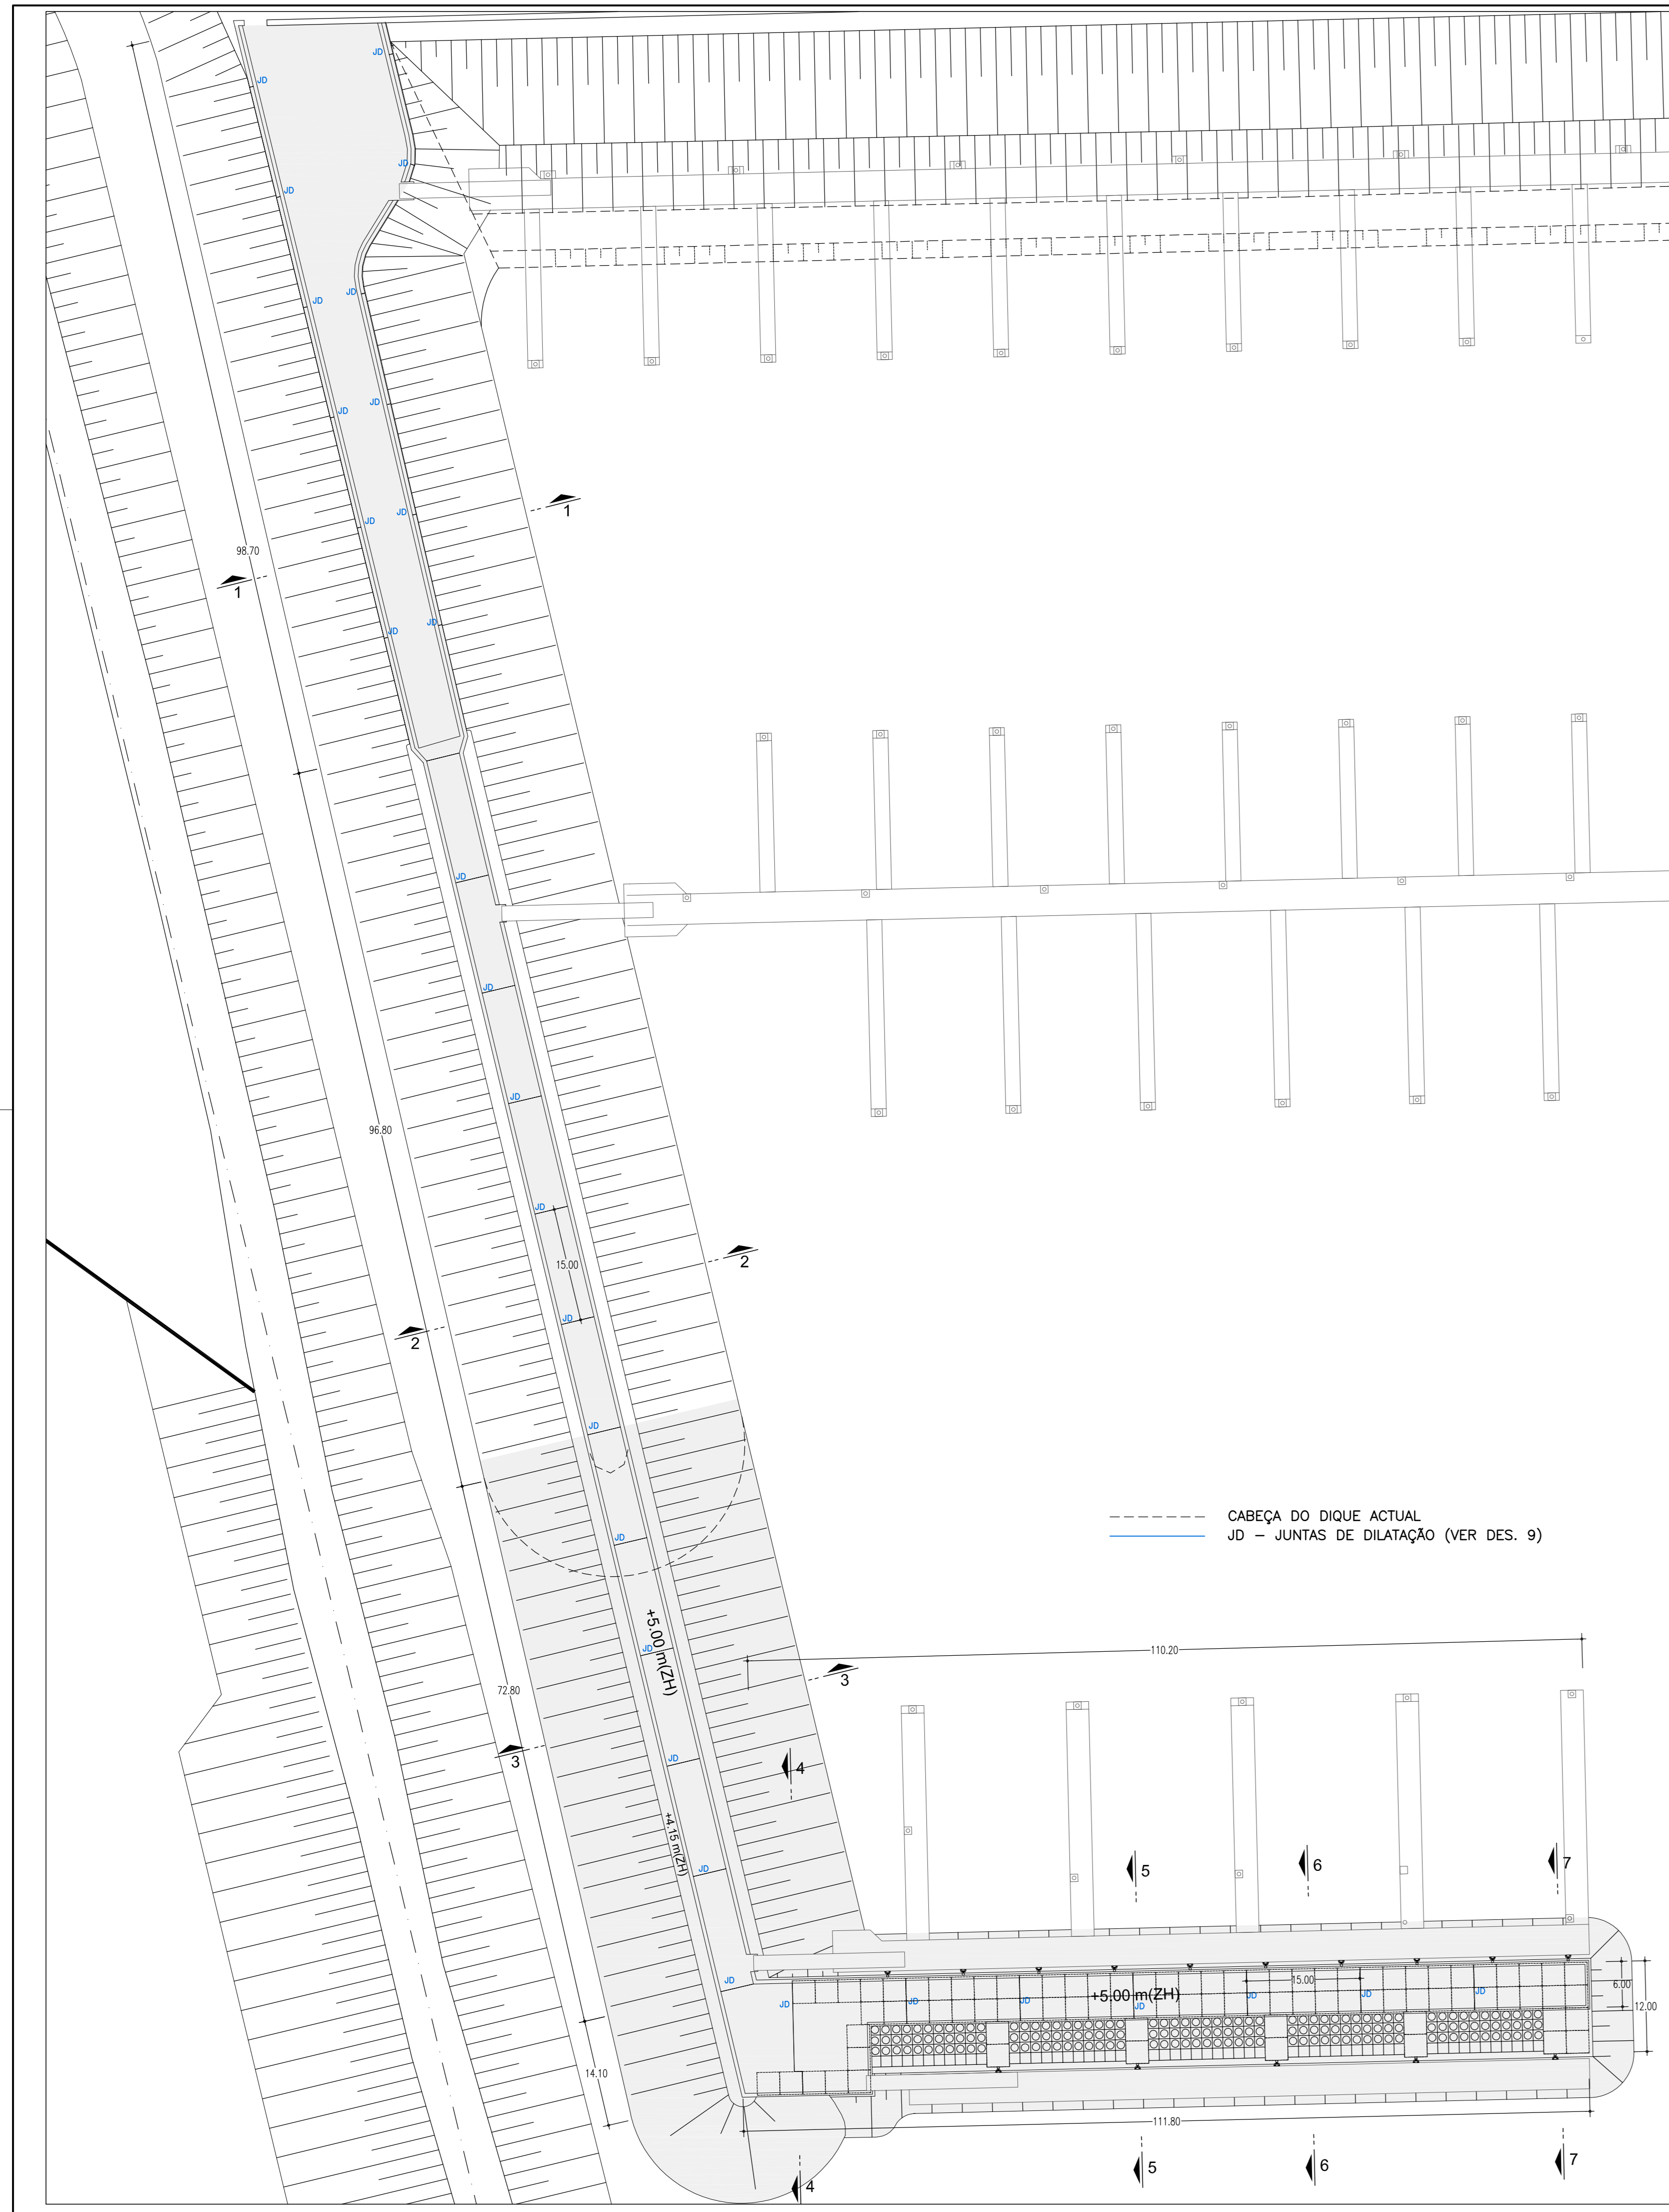 JD
JD
JD
JD
JD
JD
JD
JD
JD
1
JD
JD
98.70
1
JD
JD
JD
JD
JD
96.80
JD
15.00
2
JD
2
JD
CABEÇA DO DIQUE ACTUAL
JD – JUNTAS DE DILATAÇÃO (VER DES. 9)
JD
+5.00 m(ZH)
JD
110.20
3
72.80
3
JD
4
+4.15 m(ZH)
JD
5
6
7
JD
15.00
6.00
+5.00 m(ZH)
JD
JD
JD
JD
JD
JD
JD
12.00
14.10
111.80
5
6
7
4